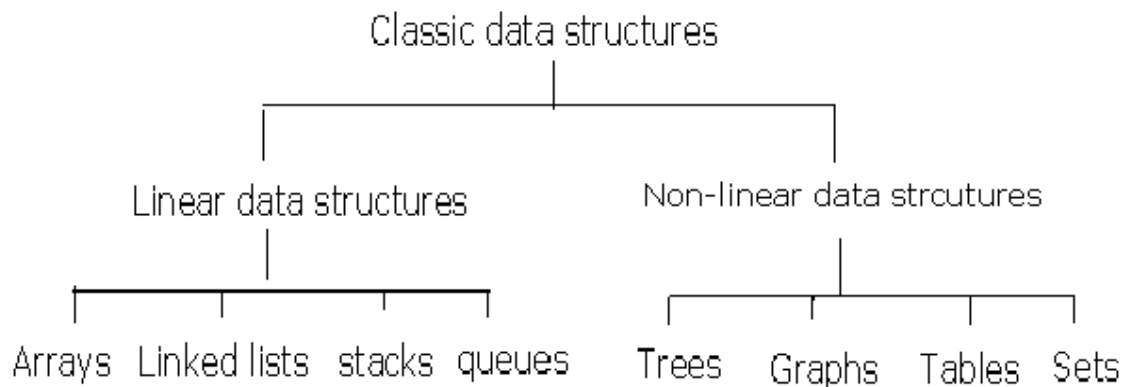 Classic data structures
Linear data structures
Non-linear data strcutures
Arrays Linked lists stacks queues
Trees Graphs Tables Sets